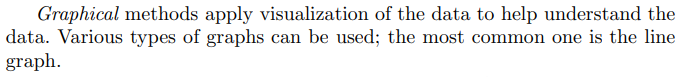 Graphical methods apply visualization of the data to help understand the
data. Various types of graphs can be used; the most common one is the line
graph.